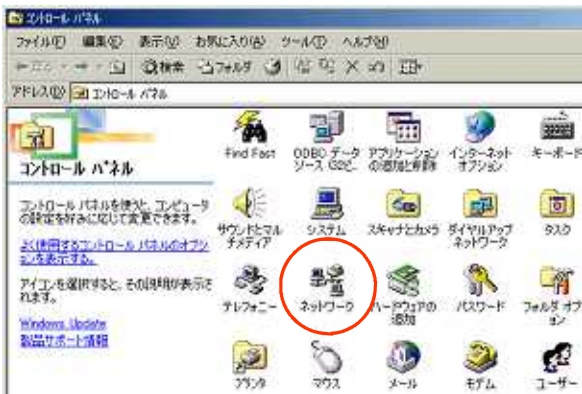 コントロール パネル
ファイル(F) 編集(E) 表示(V) お気に入り(A) ツール(T) ヘルプ(H)
検索 フォルダ
アドレス(D) コントロール パネル
コントロール パネル
コントロール パネルを使うと、コンピュータ
の設定を好みに応じて変更できます。
よく使用するコントロール パネルのオプシ
ョンを表示する。
アイコンを選択すると、その説明が表示さ
れます。
Windows Update
製品サポート情報
Find Fast
ODBC データ
ソース (32ビ...
アプリケーション
の追加と削除
インターネット
オプション
キーボード
サウンドとマル
チメディア
システム
スキャナとカメラ
ダイヤルアップ
ネットワーク
タスク
テレフォニー
ネットワーク
ハードウェアの
追加
パスワード
フォルダ オプ
ション
プリンタ
マウス
メール
モデム
ユーザー